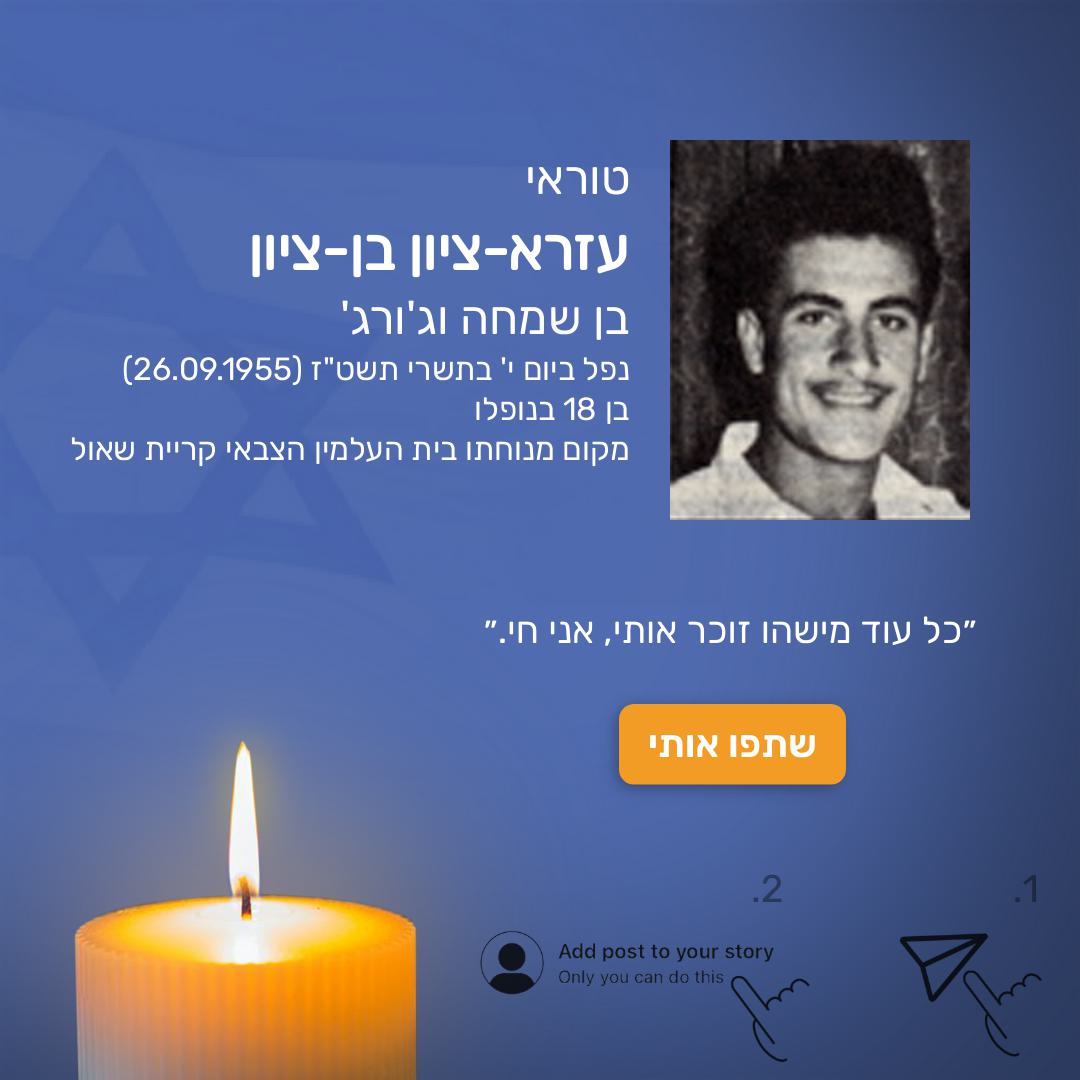 טוראי
עזרא-ציון בן-ציון
בן שמחה וג'ורג'
נפל ביום י' בתשרי תשט"ז (26.09.1955)
בן 18 בנופלו
מקום מנוחתו בית העלמין הצבאי קריית שאול
״כל עוד מישהו זוכר אותי, אני חי.״
שתפו אותי
1.
2.
Add post to your story
Only you can do this